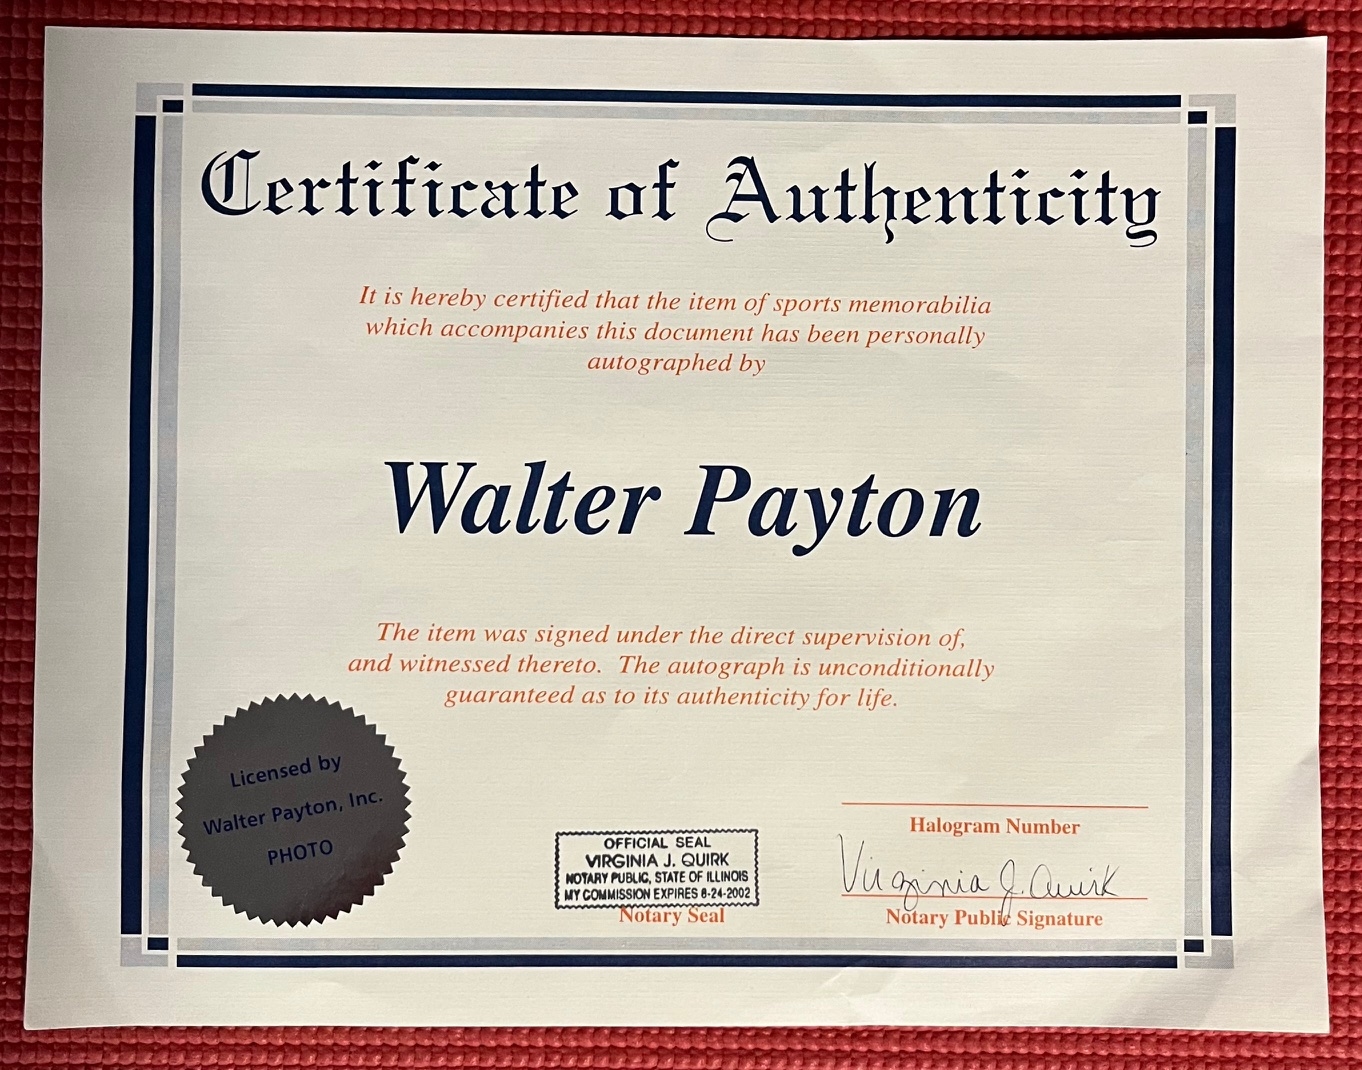 Certificate of Authenticity
It is hereby certified that the item of sports memorabilia
which accompanies this document has been personally
autographed by
Walter Payton
The item was signed under the direct supervision of,
and witnessed thereto. The autograph is unconditionally
guaranteed as to its authenticity for life.
Licensed by
Walter Payton, Inc.
PHOTO
OFFICIAL SEAL
VIRGINIA J. QUIRK
NOTARY PUBLIC, STATE OF ILLINOIS
MY COMMISSION EXPIRES 8-24-2002
Notary Seal
Halogram Number
Virginia J. Quirk
Notary Public Signature